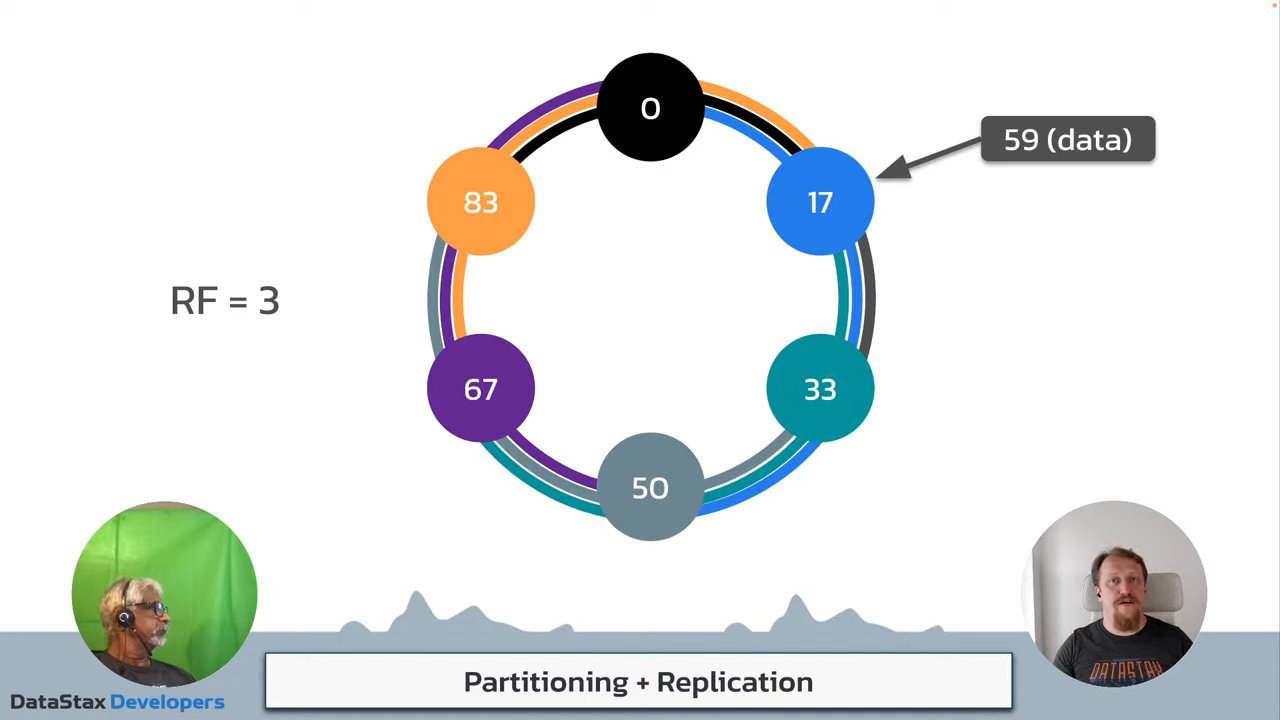 0
59 (data)
83
17
RF = 3
67
33
50
DATASTAX
Partitioning + Replication
DataStax Developers